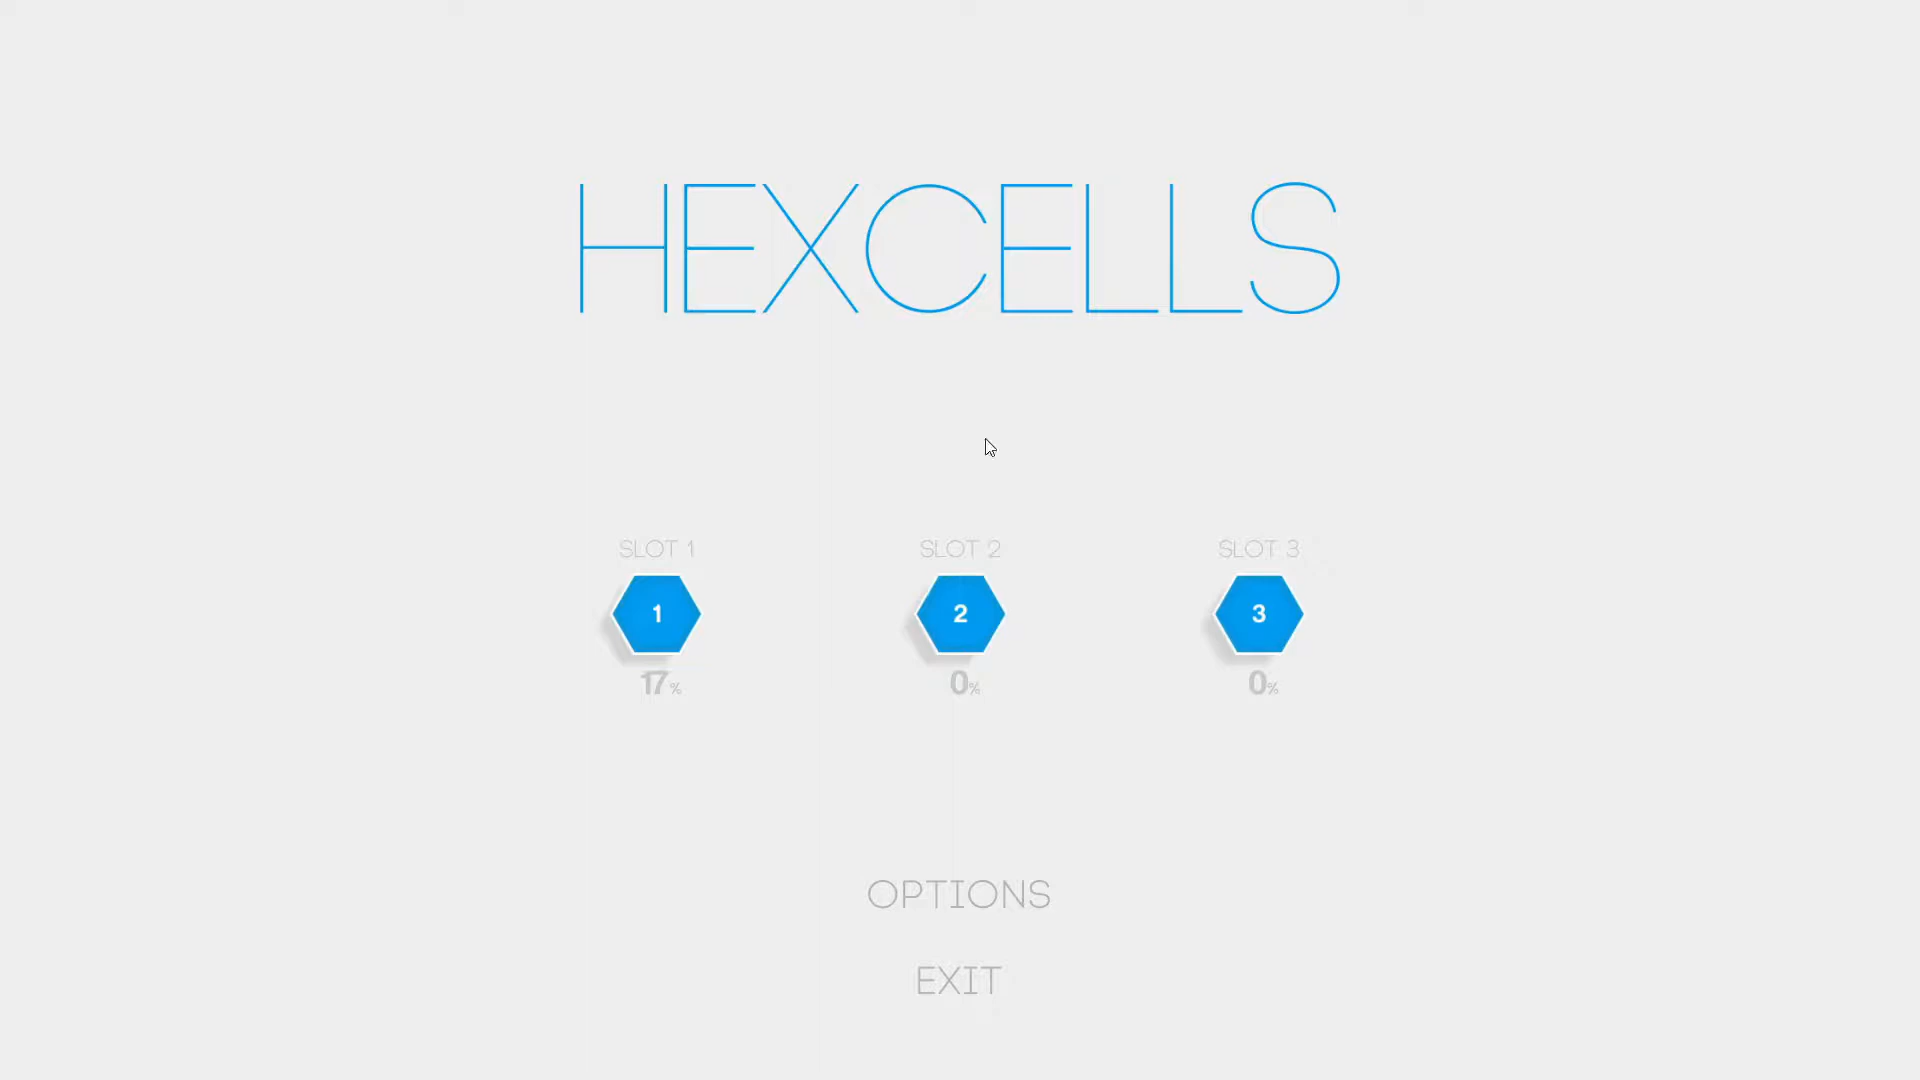 HEXCELLS
SLOT 1 SLOT 2 SLOT 3
1 2 3
17% 0% 0%
OPTIONS
EXIT